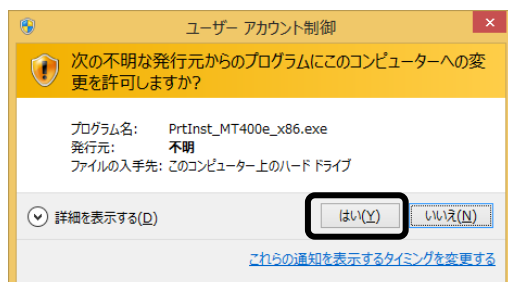 ユーザー アカウント制御
次の不明な発行元からのプログラムにこのコンピューターへの変
更を許可しますか?
プログラム名: PrtInst_MT400e_x86.exe
発行元: 不明
ファイルの入手先: このコンピューター上のハード ドライブ
詳細を表示する(D) はい(Y) いいえ(N)
これらの通知を表示するタイミングを変更する